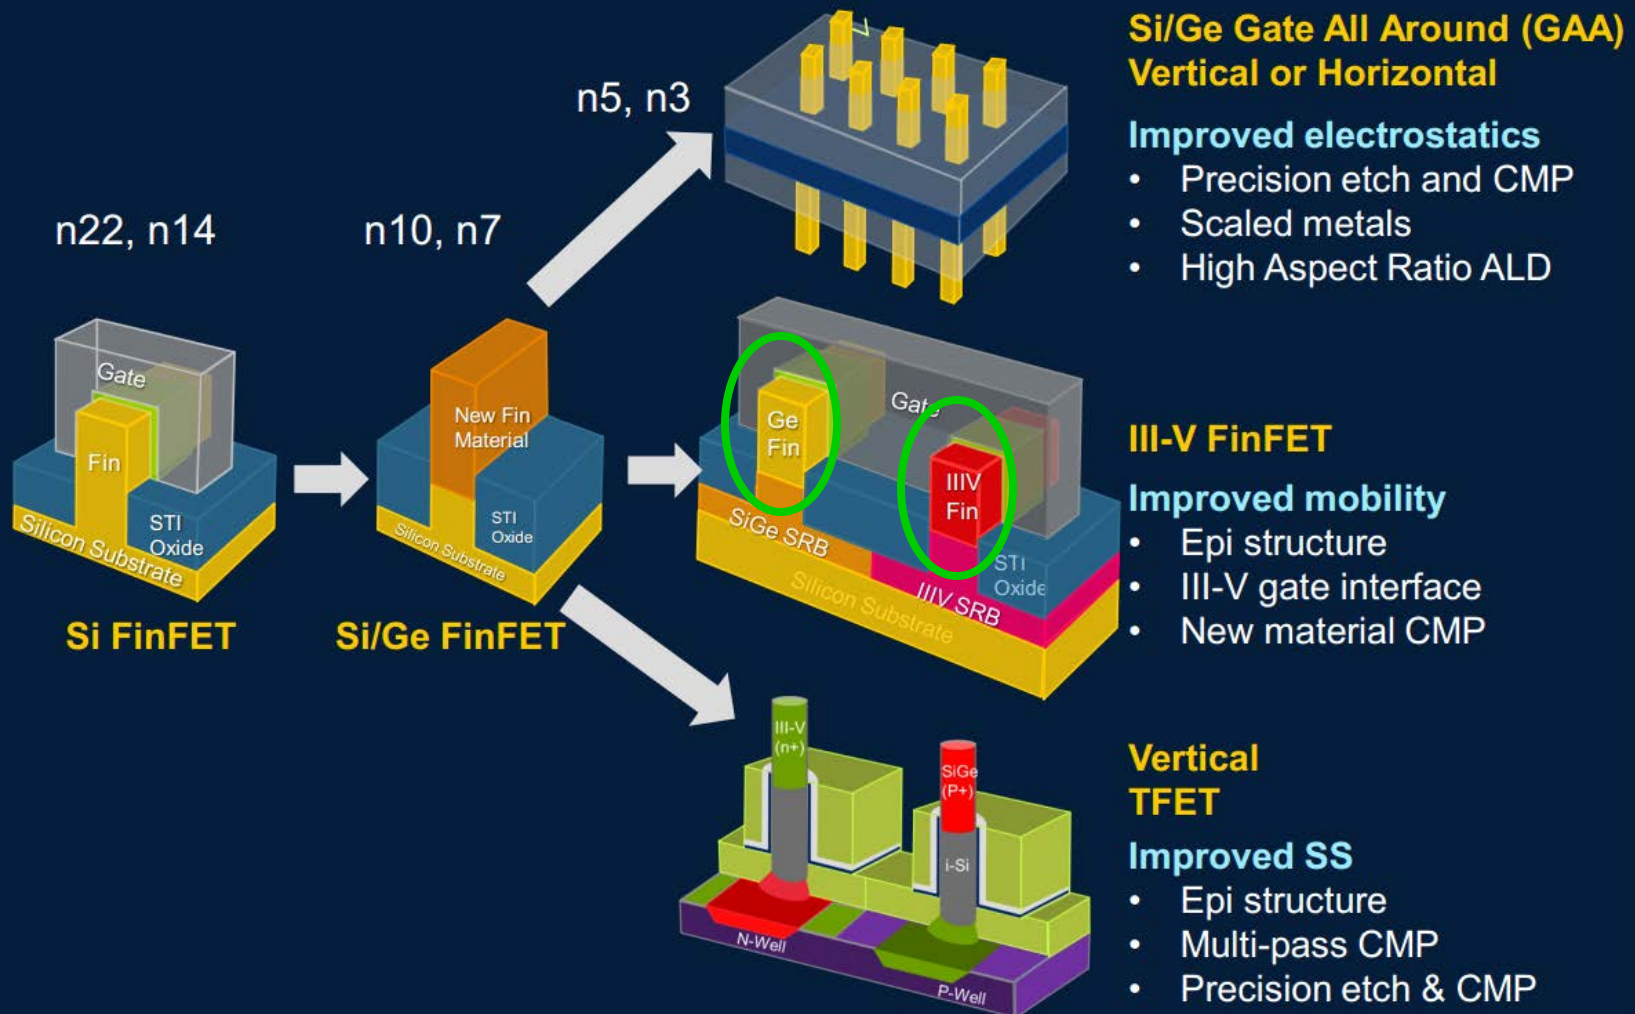 n22, n14
n10, n7
n5, n3
Si/Ge Gate All Around (GAA)
Vertical or Horizontal
Improved electrostatics
• Precision etch and CMP
• Scaled metals
• High Aspect Ratio ALD
Gate
Fin
STI
Oxide
Silicon Substrate
Si FinFET
New Fin
Material
STI
Oxide
Silicon Substrate
Si/Ge FinFET
Gate
Ge
Fin
IIIV
Fin
SiGe SRB
IIIV SRB
STI
Oxide
Silicon Substrate
III-V FinFET
Improved mobility
• Epi structure
• III-V gate interface
• New material CMP
III-V
(n+)
SiGe
(P+)
i-Si
N-Well
P-Well
Vertical
TFET
Improved SS
• Epi structure
• Multi-pass CMP
• Precision etch & CMP